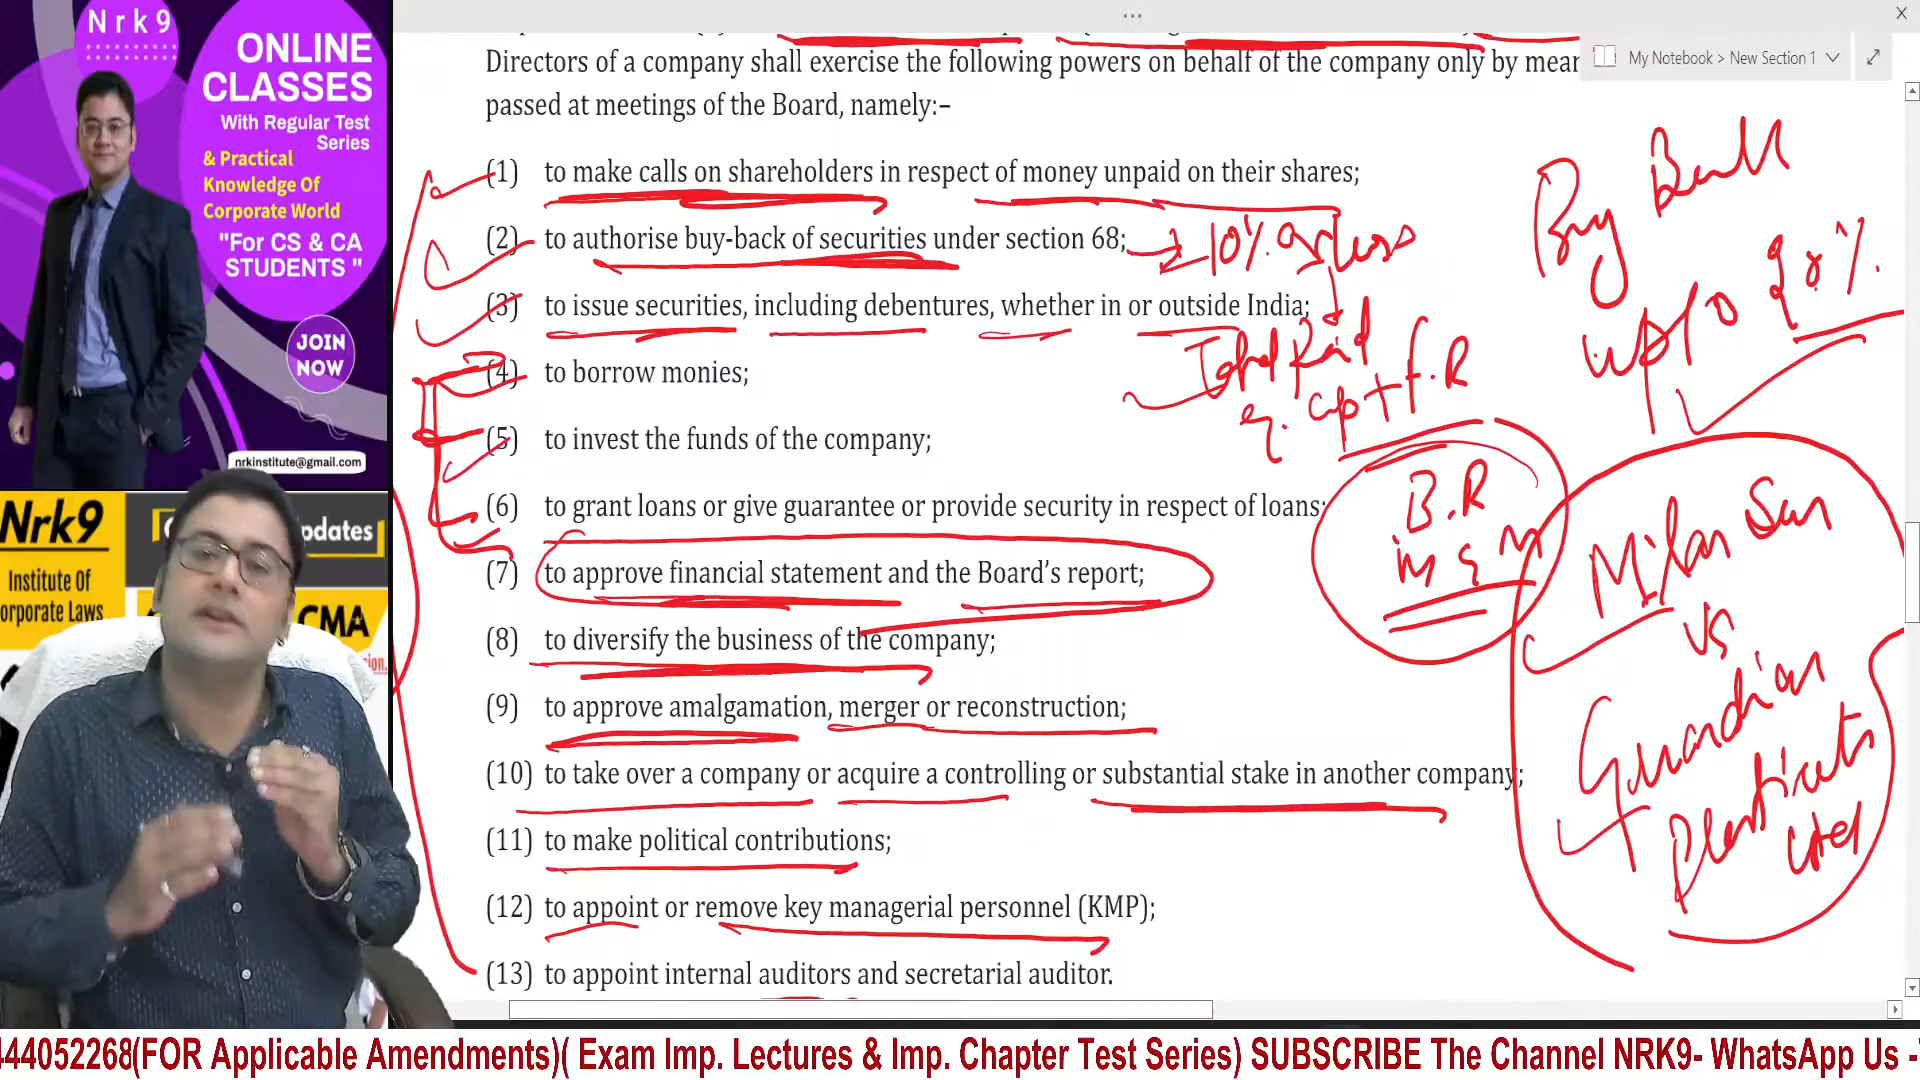 Nrk9
ONLINE
CLASSES
With Regular Test
Series
& Practical
Knowledge Of
Corporate World
"For CS & CA
STUDENTS "
JOIN
NOW
nrkinstitute@gmail.com
Nrk9
pdates
Institute Of
orporate Laws
CMA
My Notebook > New Section 1
Directors of a company shall exercise the following powers on behalf of the company only by mean
passed at meetings of the Board, namely:–
(1) to make calls on shareholders in respect of money unpaid on their shares;
(2) to authorise buy-back of securities under section 68;
(3) to issue securities, including debentures, whether in or outside India;
(4) to borrow monies;
(5) to invest the funds of the company;
(6) to grant loans or give guarantee or provide security in respect of loans;
(7) to approve financial statement and the Board's report;
(8) to diversify the business of the company;
(9) to approve amalgamation, merger or reconstruction;
(10) to take over a company or acquire a controlling or substantial stake in another company;
(11) to make political contributions;
(12) to appoint or remove key managerial personnel (KMP);
(13) to appoint internal auditors and secretarial auditor.
10% or less
Paid
cap + F.R
Buy Back
upto
B.R
in
Milan Sen
vs
Guardian
Ltd
444052268(FOR Applicable Amendments)( Exam Imp. Lectures & Imp. Chapter Test Series) SUBSCRIBE The Channel NRK9- WhatsApp Us -